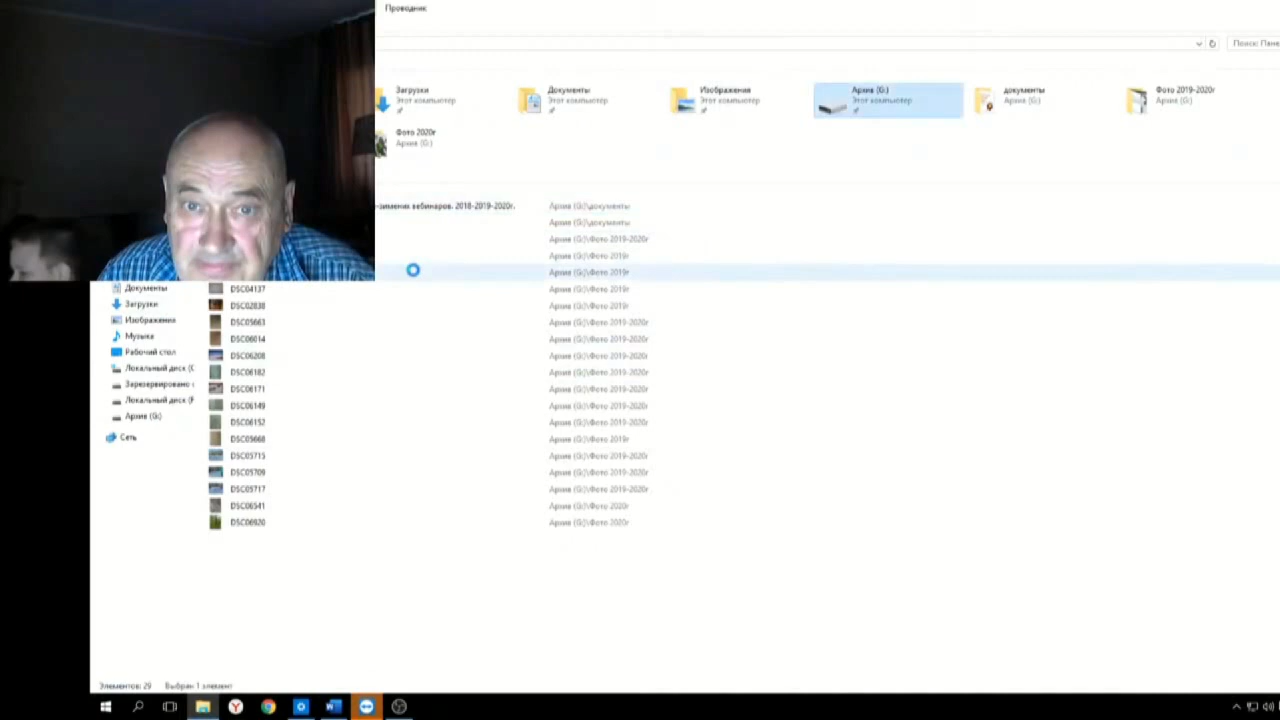 Проводник
Поиск: Пане
Загрузки
Этот компьютер
Документы
Этот компьютер
Изображения
Этот компьютер
Архив (G:)
Этот компьютер
документы
Архив (G:)
Фото 2019-2020г
Архив (G:)
Фото 2020г
Архив (G:)
-зимених вебинаров. 2018-2019-2020г.
Архив (G:)\документы
Архив (G:)\документы
Архив (G:)\Фото 2019-2020г
Архив (G:)\Фото 2019г
Архив (G:)\Фото 2019г
Документы
DSC04137
Архив (G:)\Фото 2019г
Загрузки
DSC02838
Архив (G:)\Фото 2019г
Изображения
DSC05663
Архив (G:)\Фото 2019-2020г
Музыка
DSC06014
Архив (G:)\Фото 2019-2020г
Рабочий стол
DSC06208
Архив (G:)\Фото 2019-2020г
Локальный диск (C
DSC06182
Архив (G:)\Фото 2019-2020г
Зарезервировано
DSC06171
Архив (G:)\Фото 2019-2020г
Локальный диск (F
DSC06149
Архив (G:)\Фото 2019-2020г
Архив (G:)
DSC06152
Архив (G:)\Фото 2019-2020г
Сеть
DSC05668
Архив (G:)\Фото 2019г
DSC05715
Архив (G:)\Фото 2019-2020г
DSC05709
Архив (G:)\Фото 2019-2020г
DSC05717
Архив (G:)\Фото 2019-2020г
DSC06541
Архив (G:)\Фото 2020г
DSC06920
Архив (G:)\Фото 2020г
Элементов: 29
Выбран 1 элемент